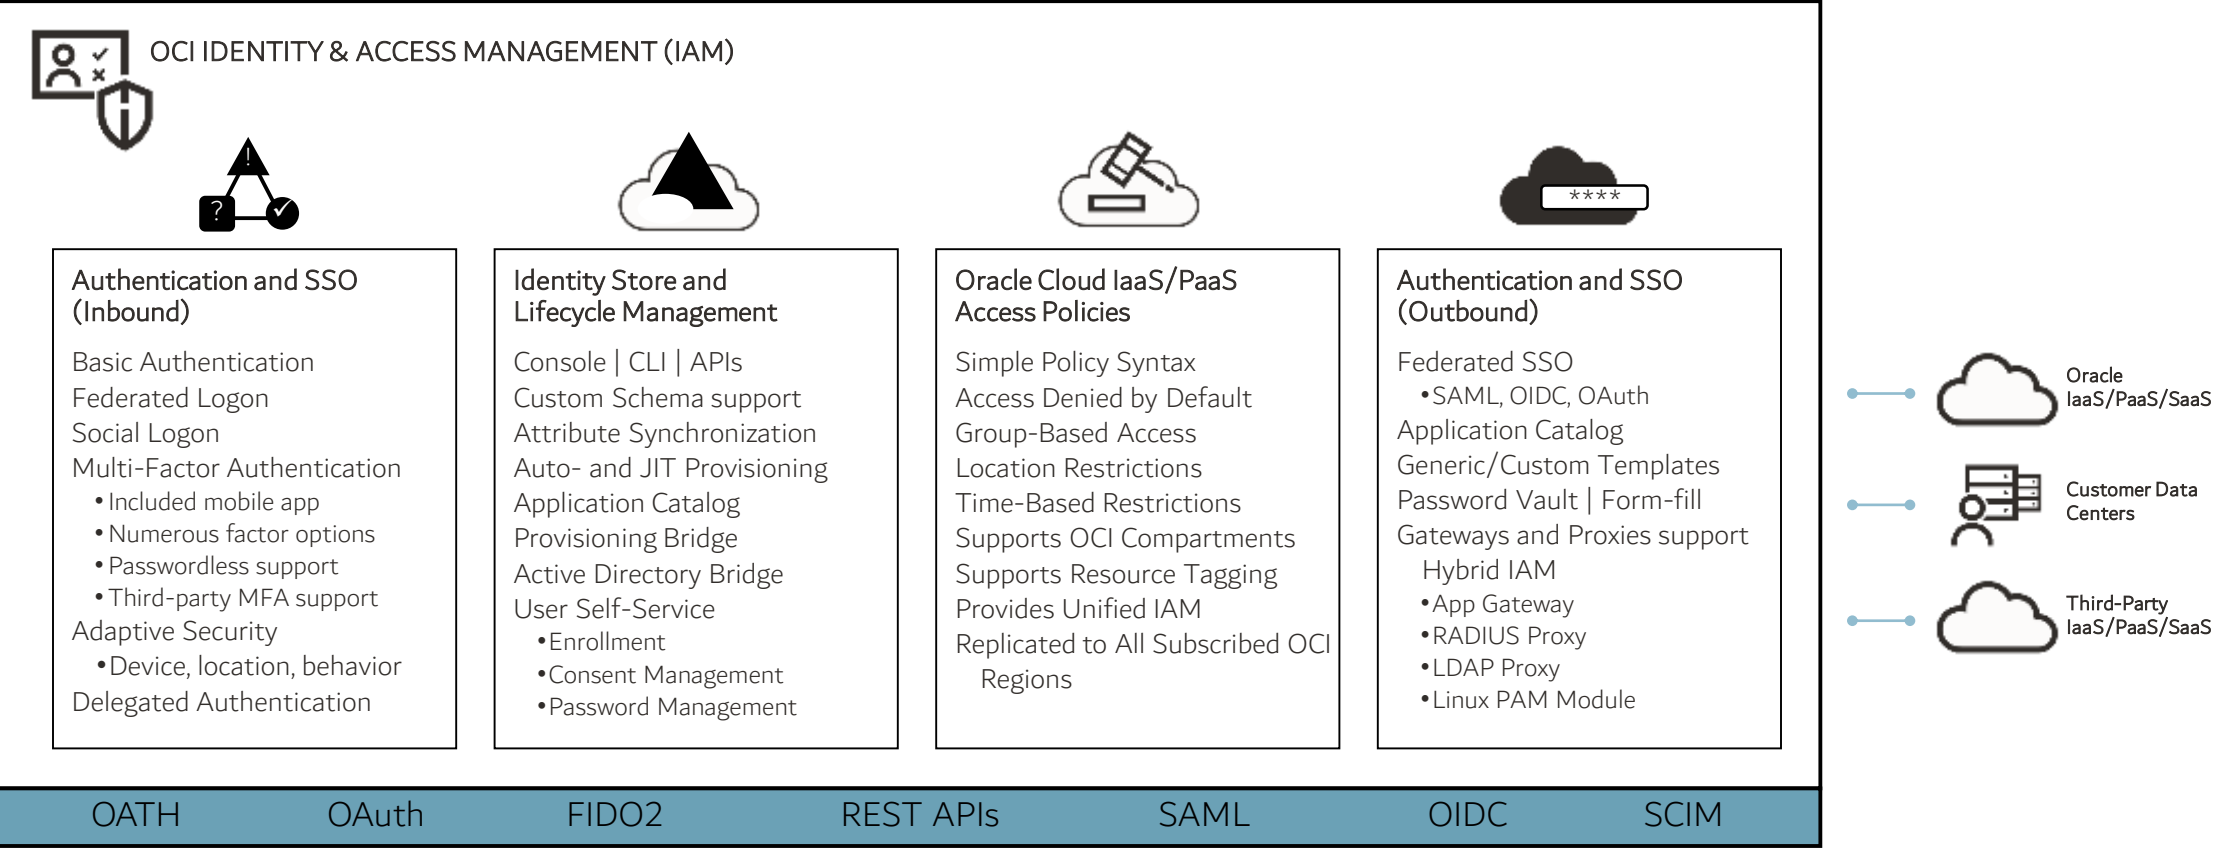 OCI IDENTITY & ACCESS MANAGEMENT (IAM)
!
?
****
Authentication and SSO
(Inbound)
Basic Authentication
Federated Logon
Social Logon
Multi-Factor Authentication
• Included mobile app
• Numerous factor options
• Passwordless support
• Third-party MFA support
Adaptive Security
• Device, location, behavior
Delegated Authentication
Identity Store and
Lifecycle Management
Console | CLI | APIs
Custom Schema support
Attribute Synchronization
Auto- and JIT Provisioning
Application Catalog
Provisioning Bridge
Active Directory Bridge
User Self-Service
• Enrollment
• Consent Management
• Password Management
Oracle Cloud IaaS/PaaS
Access Policies
Simple Policy Syntax
Access Denied by Default
Group-Based Access
Location Restrictions
Time-Based Restrictions
Supports OCI Compartments
Supports Resource Tagging
Provides Unified IAM
Replicated to All Subscribed OCI
Regions
Authentication and SSO
(Outbound)
Federated SSO
• SAML, OIDC, OAuth
Application Catalog
Generic/Custom Templates
Password Vault | Form-fill
Gateways and Proxies support
Hybrid IAM
• App Gateway
• RADIUS Proxy
• LDAP Proxy
• Linux PAM Module
Oracle
IaaS/PaaS/SaaS
Customer Data
Centers
Third-Party
IaaS/PaaS/SaaS
OATH OAuth FIDO2 REST APIs SAML OIDC SCIM